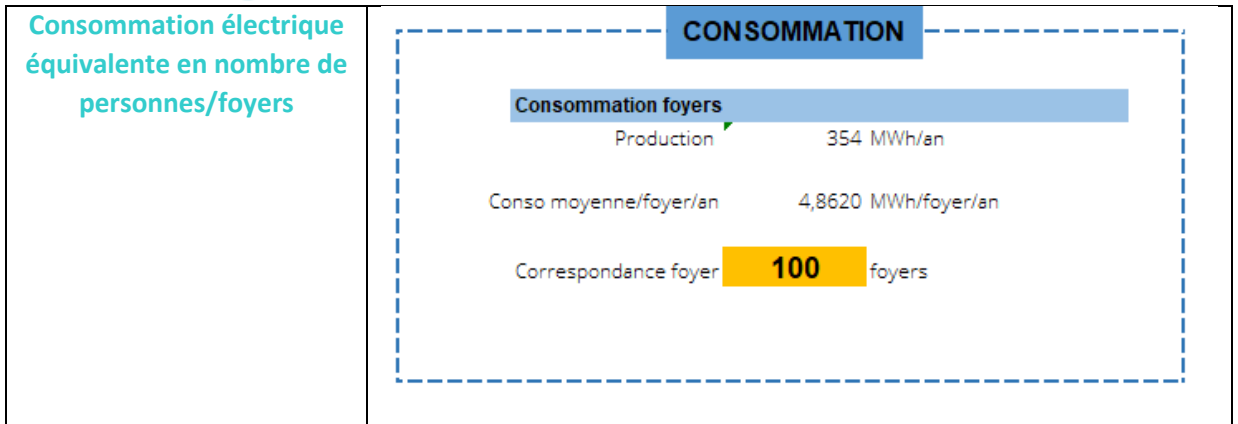 Consommation électrique
équivalente en nombre de
personnes/foyers
CONSOMMATION
Consommation foyers
Production 354 MWh/an
Conso moyenne/foyer/an 4,8620 MWh/foyer/an
Correspondance foyer 100 foyers